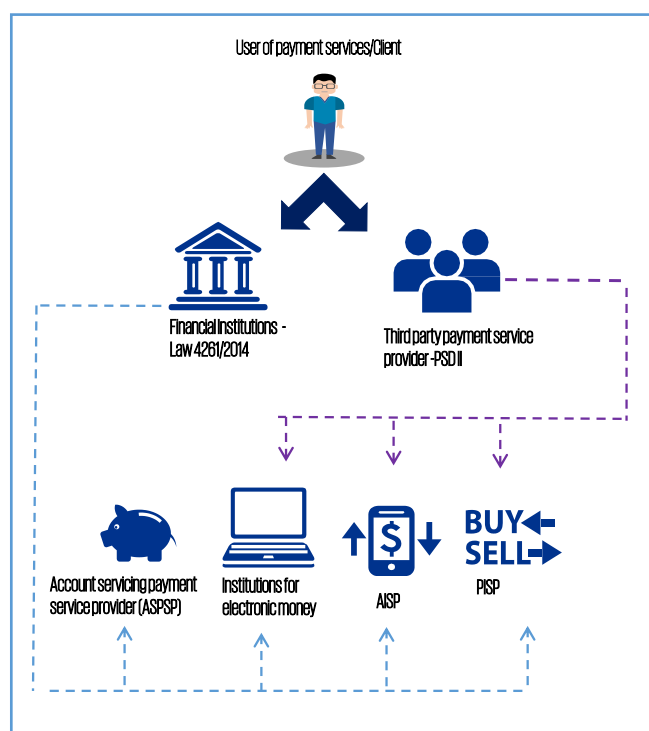 User of payment services/Client
Financial Institutions -
Law 4261/2014
Third party payment service
provider -PSD II
$
BUY
SELL
Account servicing payment
service provider (ASPSP)
Institutions for
electronic money
AISP
PISP